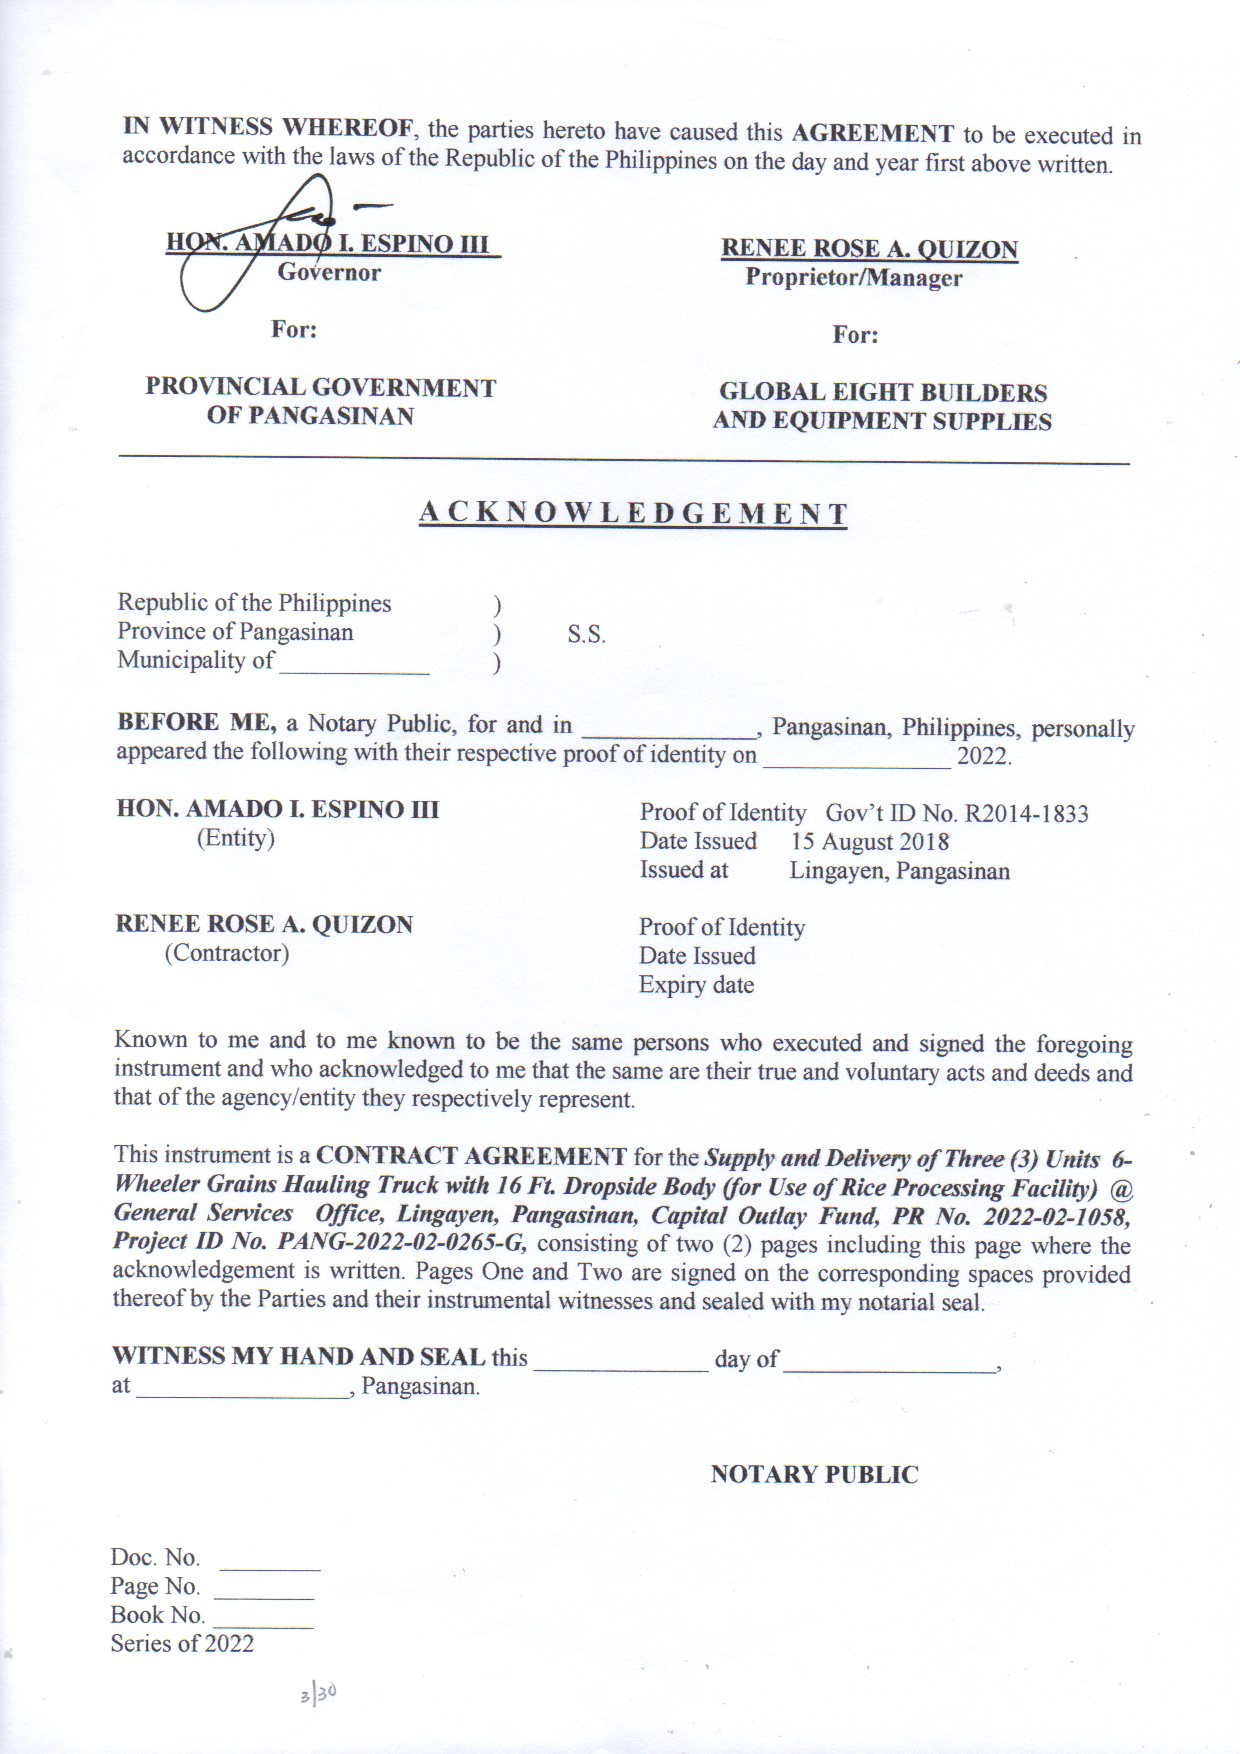 IN WITNESS WHEREOF, the parties hereto have caused this AGREEMENT to be executed in
accordance with the laws of the Republic of the Philippines on the day and year first above written.
HON. AMADO I. ESPINO III
Governor
For:
PROVINCIAL GOVERNMENT
OF PANGASINAN
RENEE ROSE A. QUIZON
Proprietor/Manager
For:
GLOBAL EIGHT BUILDERS
AND EQUIPMENT SUPPLIES
ACKNOWLEDGEMENT
Republic of the Philippines )
Province of Pangasinan ) S.S.
Municipality of ____________ )
BEFORE ME, a Notary Public, for and in ______________, Pangasinan, Philippines, personally
appeared the following with their respective proof of identity on _______________ 2022.
HON. AMADO I. ESPINO III Proof of Identity Gov't ID No. R2014-1833
(Entity) Date Issued 15 August 2018
Issued at Lingayen, Pangasinan
RENEE ROSE A. QUIZON Proof of Identity
(Contractor) Date Issued
Expiry date
Known to me and to me known to be the same persons who executed and signed the foregoing
instrument and who acknowledged to me that the same are their true and voluntary acts and deeds and
that of the agency/entity they respectively represent.
This instrument is a CONTRACT AGREEMENT for the Supply and Delivery of Three (3) Units 6-
Wheeler Grains Hauling Truck with 16 Ft. Dropside Body (for Use of Rice Processing Facility) @
General Services Office, Lingayen, Pangasinan, Capital Outlay Fund, PR No. 2022-02-1058,
Project ID No. PANG-2022-02-0265-G, consisting of two (2) pages including this page where the
acknowledgement is written. Pages One and Two are signed on the corresponding spaces provided
thereof by the Parties and their instrumental witnesses and sealed with my notarial seal.
WITNESS MY HAND AND SEAL this ______________ day of _________________,
at _________________, Pangasinan.
NOTARY PUBLIC
Doc. No. ________
Page No. ________
Book No. ________
Series of 2022
3/30